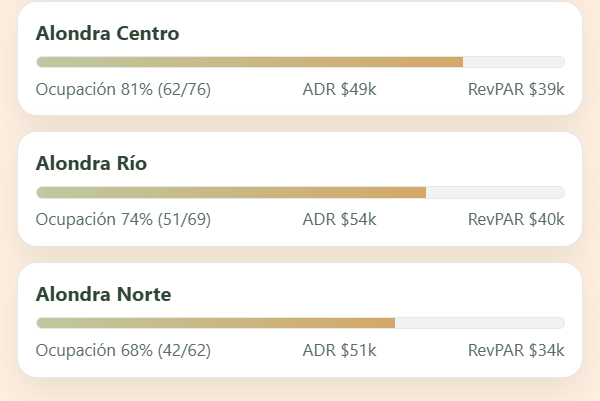 Alondra Centro
Ocupación 81% (62/76) ADR $49k RevPAR $39k
Alondra Río
Ocupación 74% (51/69) ADR $54k RevPAR $40k
Alondra Norte
Ocupación 68% (42/62) ADR $51k RevPAR $34k